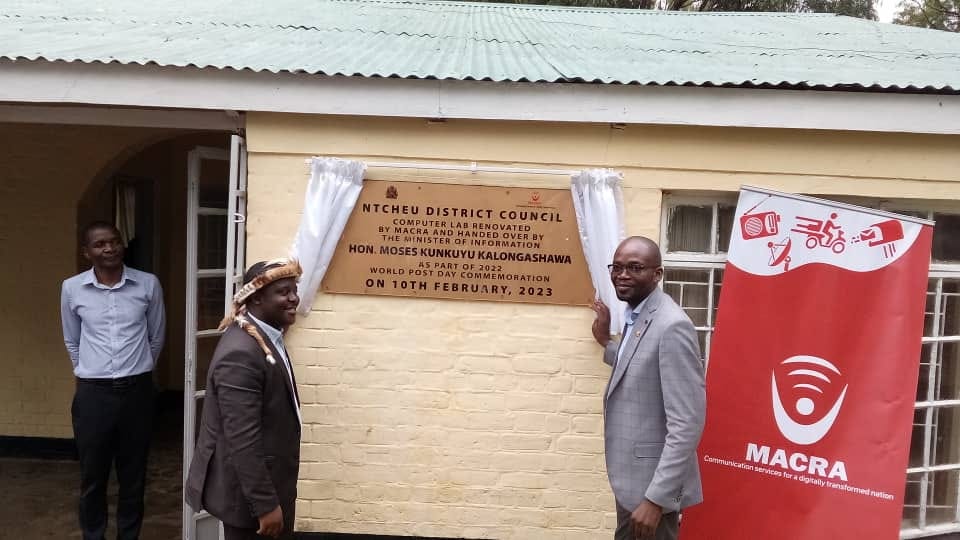 NTCHEU DISTRICT COUNCIL
COMPUTER LAB RENOVATED
BY MACRA AND HANDED OVER BY
THE MINISTER OF INFORMATION
HON. MOSES KUNKUYU KALONGASHAWA
AS PART OF 2022
WORLD POST DAY COMMEMORATION
ON 10TH FEBRUARY, 2023
MACRA
Communication services for a digitally transformed nation